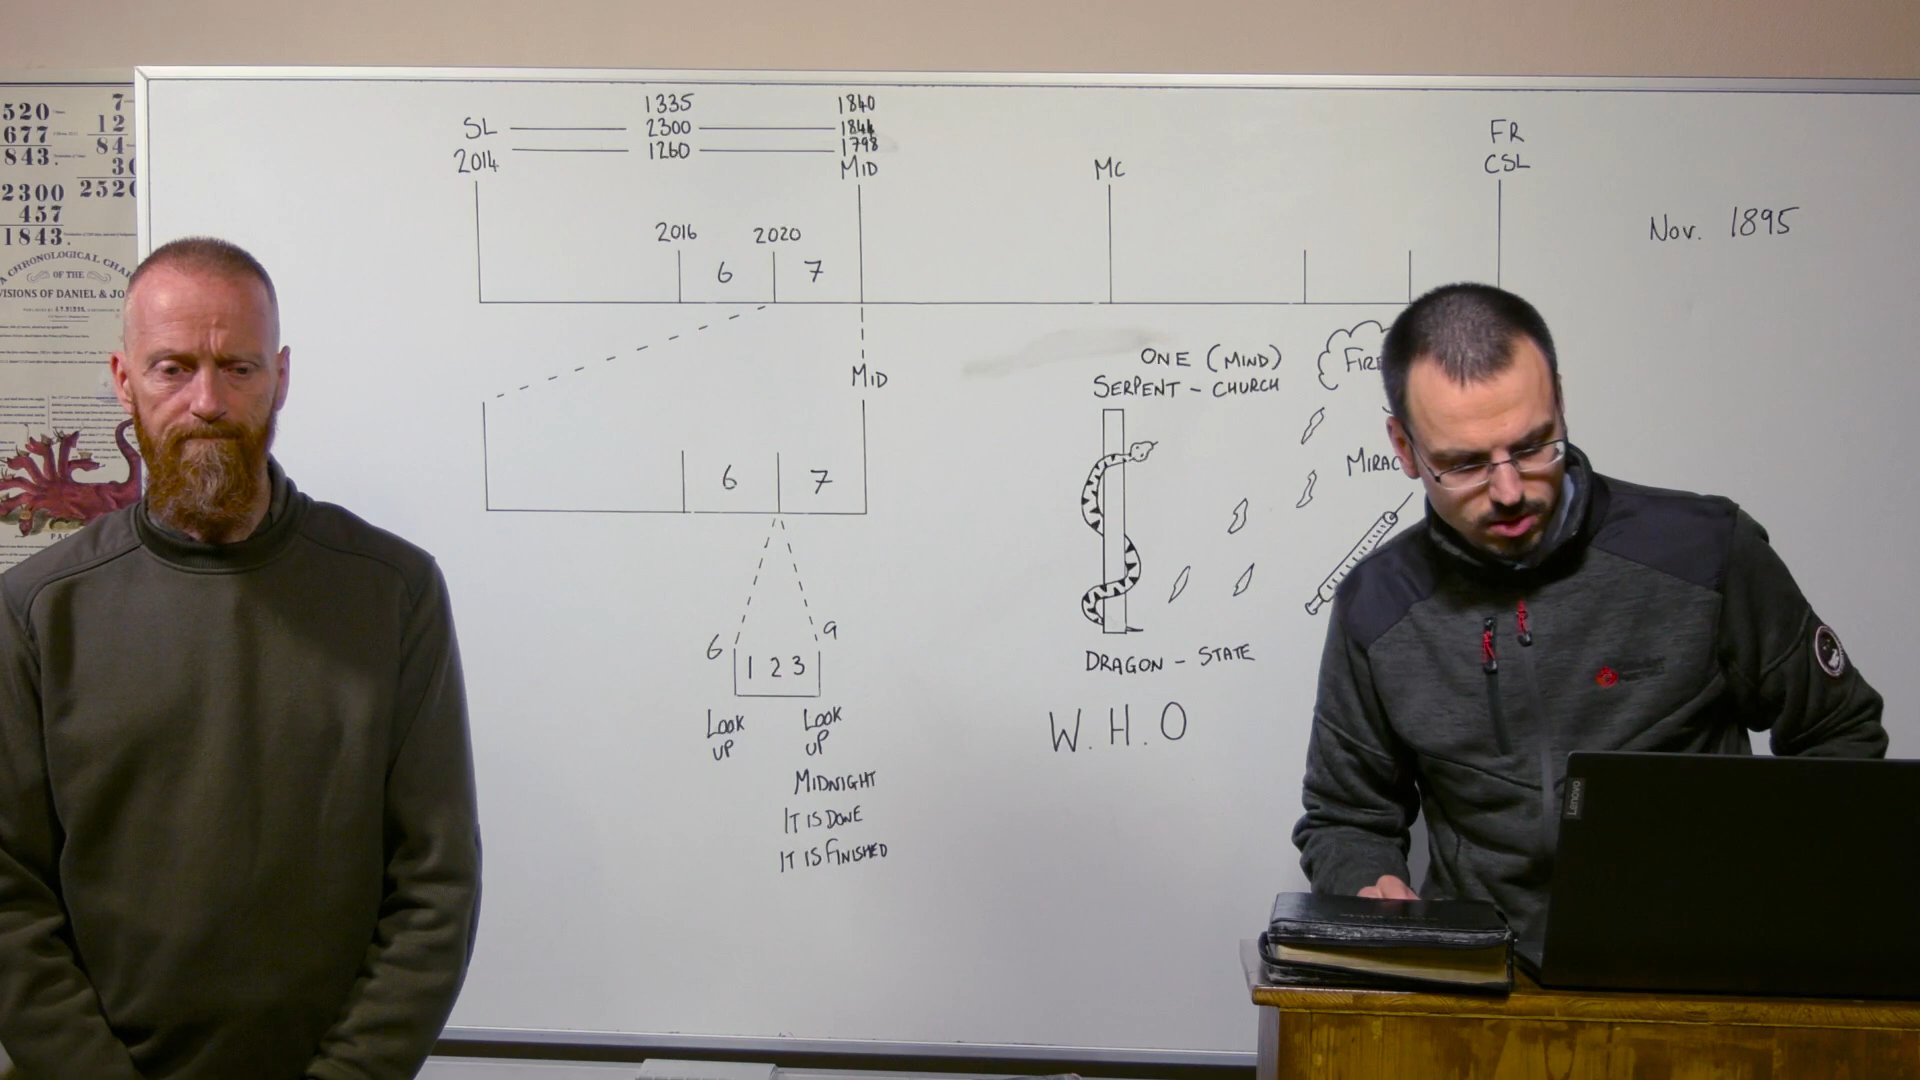 520
677
843.
7
12
84
2520
2300
457
1843.
A CHRONOLOGICAL
OF THE
VISIONS OF DANIEL & JO
SL
2014
1335
2300
1260
1840
1844
1798
MID
MC
FR
CSL
Nov. 1895
2016
2020
6
7
MID
6
7
6
9
1 2 3
LOOK
UP
LOOK
UP
MIDNIGHT
IT IS DONE
IT IS FINISHED
ONE (MIND)
SERPENT - CHURCH
FIRE
MIRAC
DRAGON - STATE
W. H. O
Lenovo